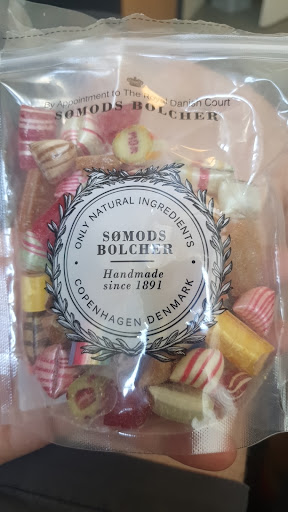 By Appointment to The Royal Danish Court
SØMODS BOLCHER
ONLY NATURAL INGREDIENTS
SØMODS
BOLCHER
Handmade
since 1891
COPENHAGEN DENMARK